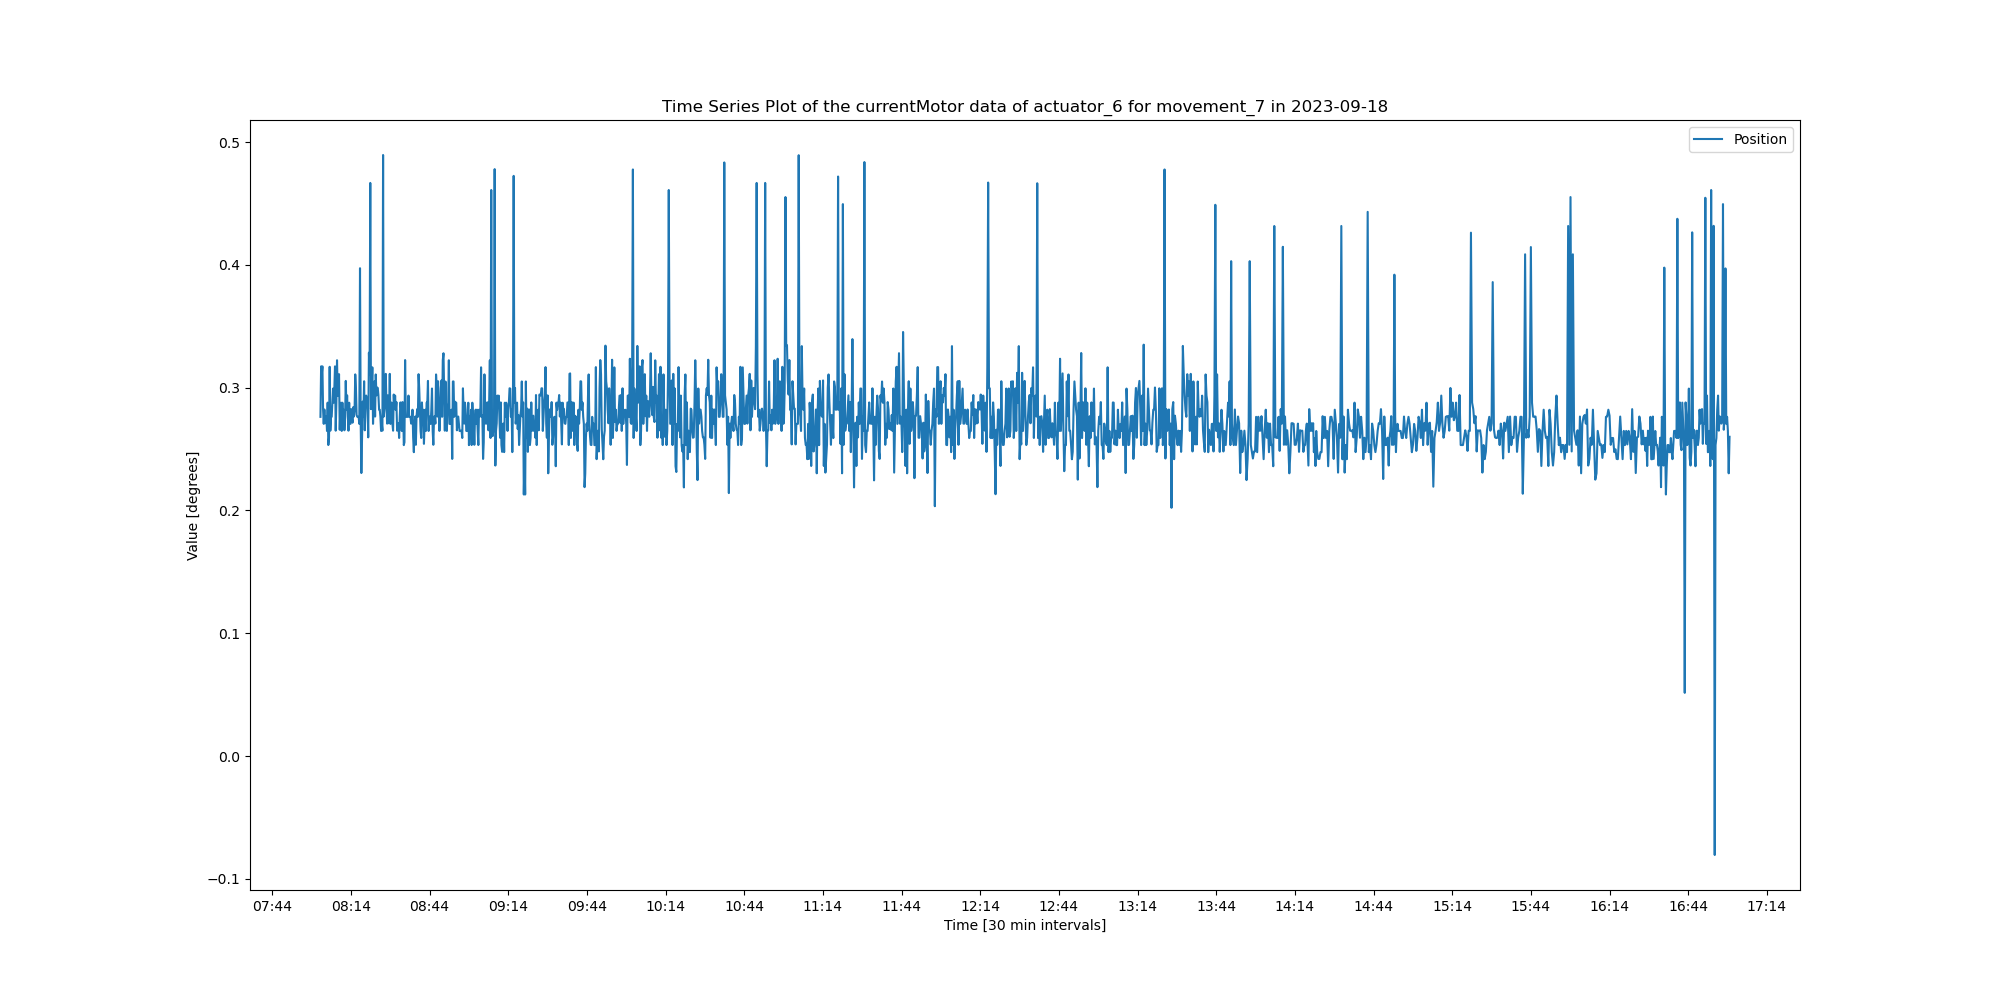 Time Series Plot of the currentMotor data of actuator_6 for movement_7 in 2023-09-18
Position
0.5
0.4
0.3
0.2
0.1
0.0
−0.1
Value [degrees]
07:44 08:14 08:44 09:14 09:44 10:14 10:44 11:14 11:44 12:14 12:44 13:14 13:44 14:14 14:44 15:14 15:44 16:14 16:44 17:14
Time [30 min intervals]